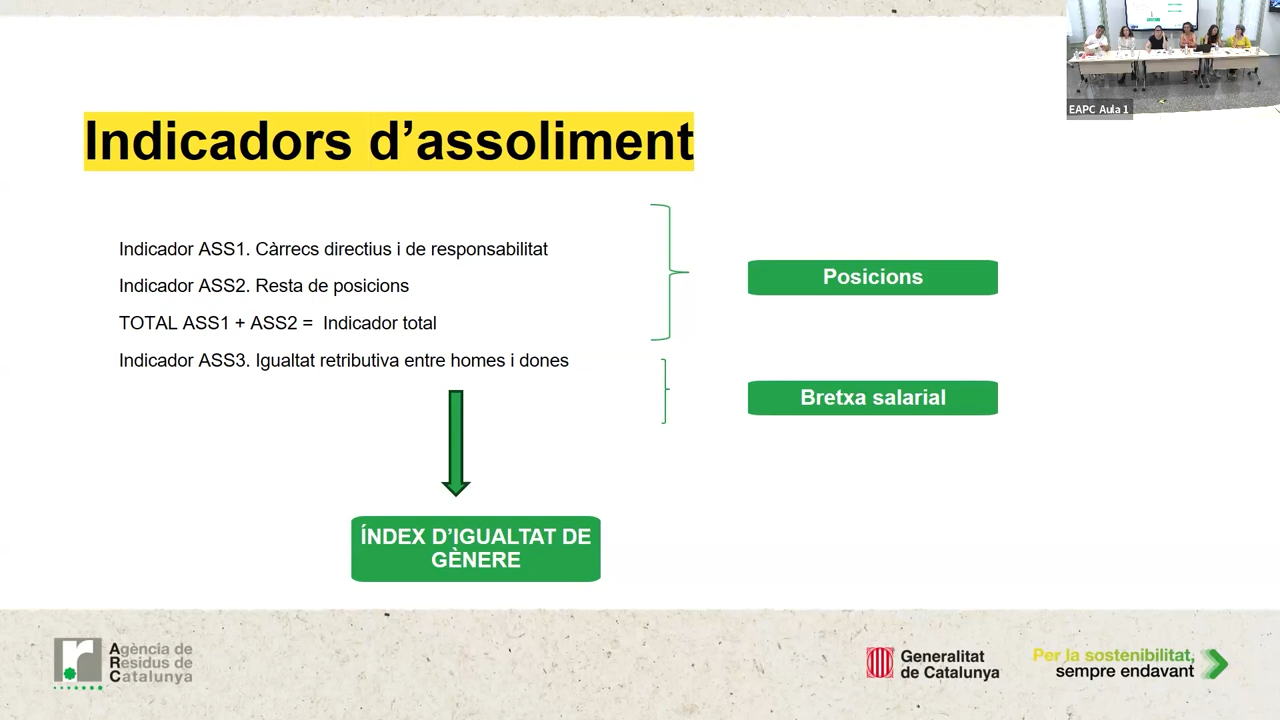 EAPC Aula 1
Indicadors d’assoliment
Indicador ASS1. Càrrecs directius i de responsabilitat
Indicador ASS2. Resta de posicions
TOTAL ASS1 + ASS2 = Indicador total
Indicador ASS3. Igualtat retributiva entre homes i dones
Posicions
Bretxa salarial
ÍNDEX D’IGUALTAT DE
GÈNERE
Agència de
Residus de
Catalunya
Generalitat
de Catalunya
Per la sostenibilitat,
sempre endavant